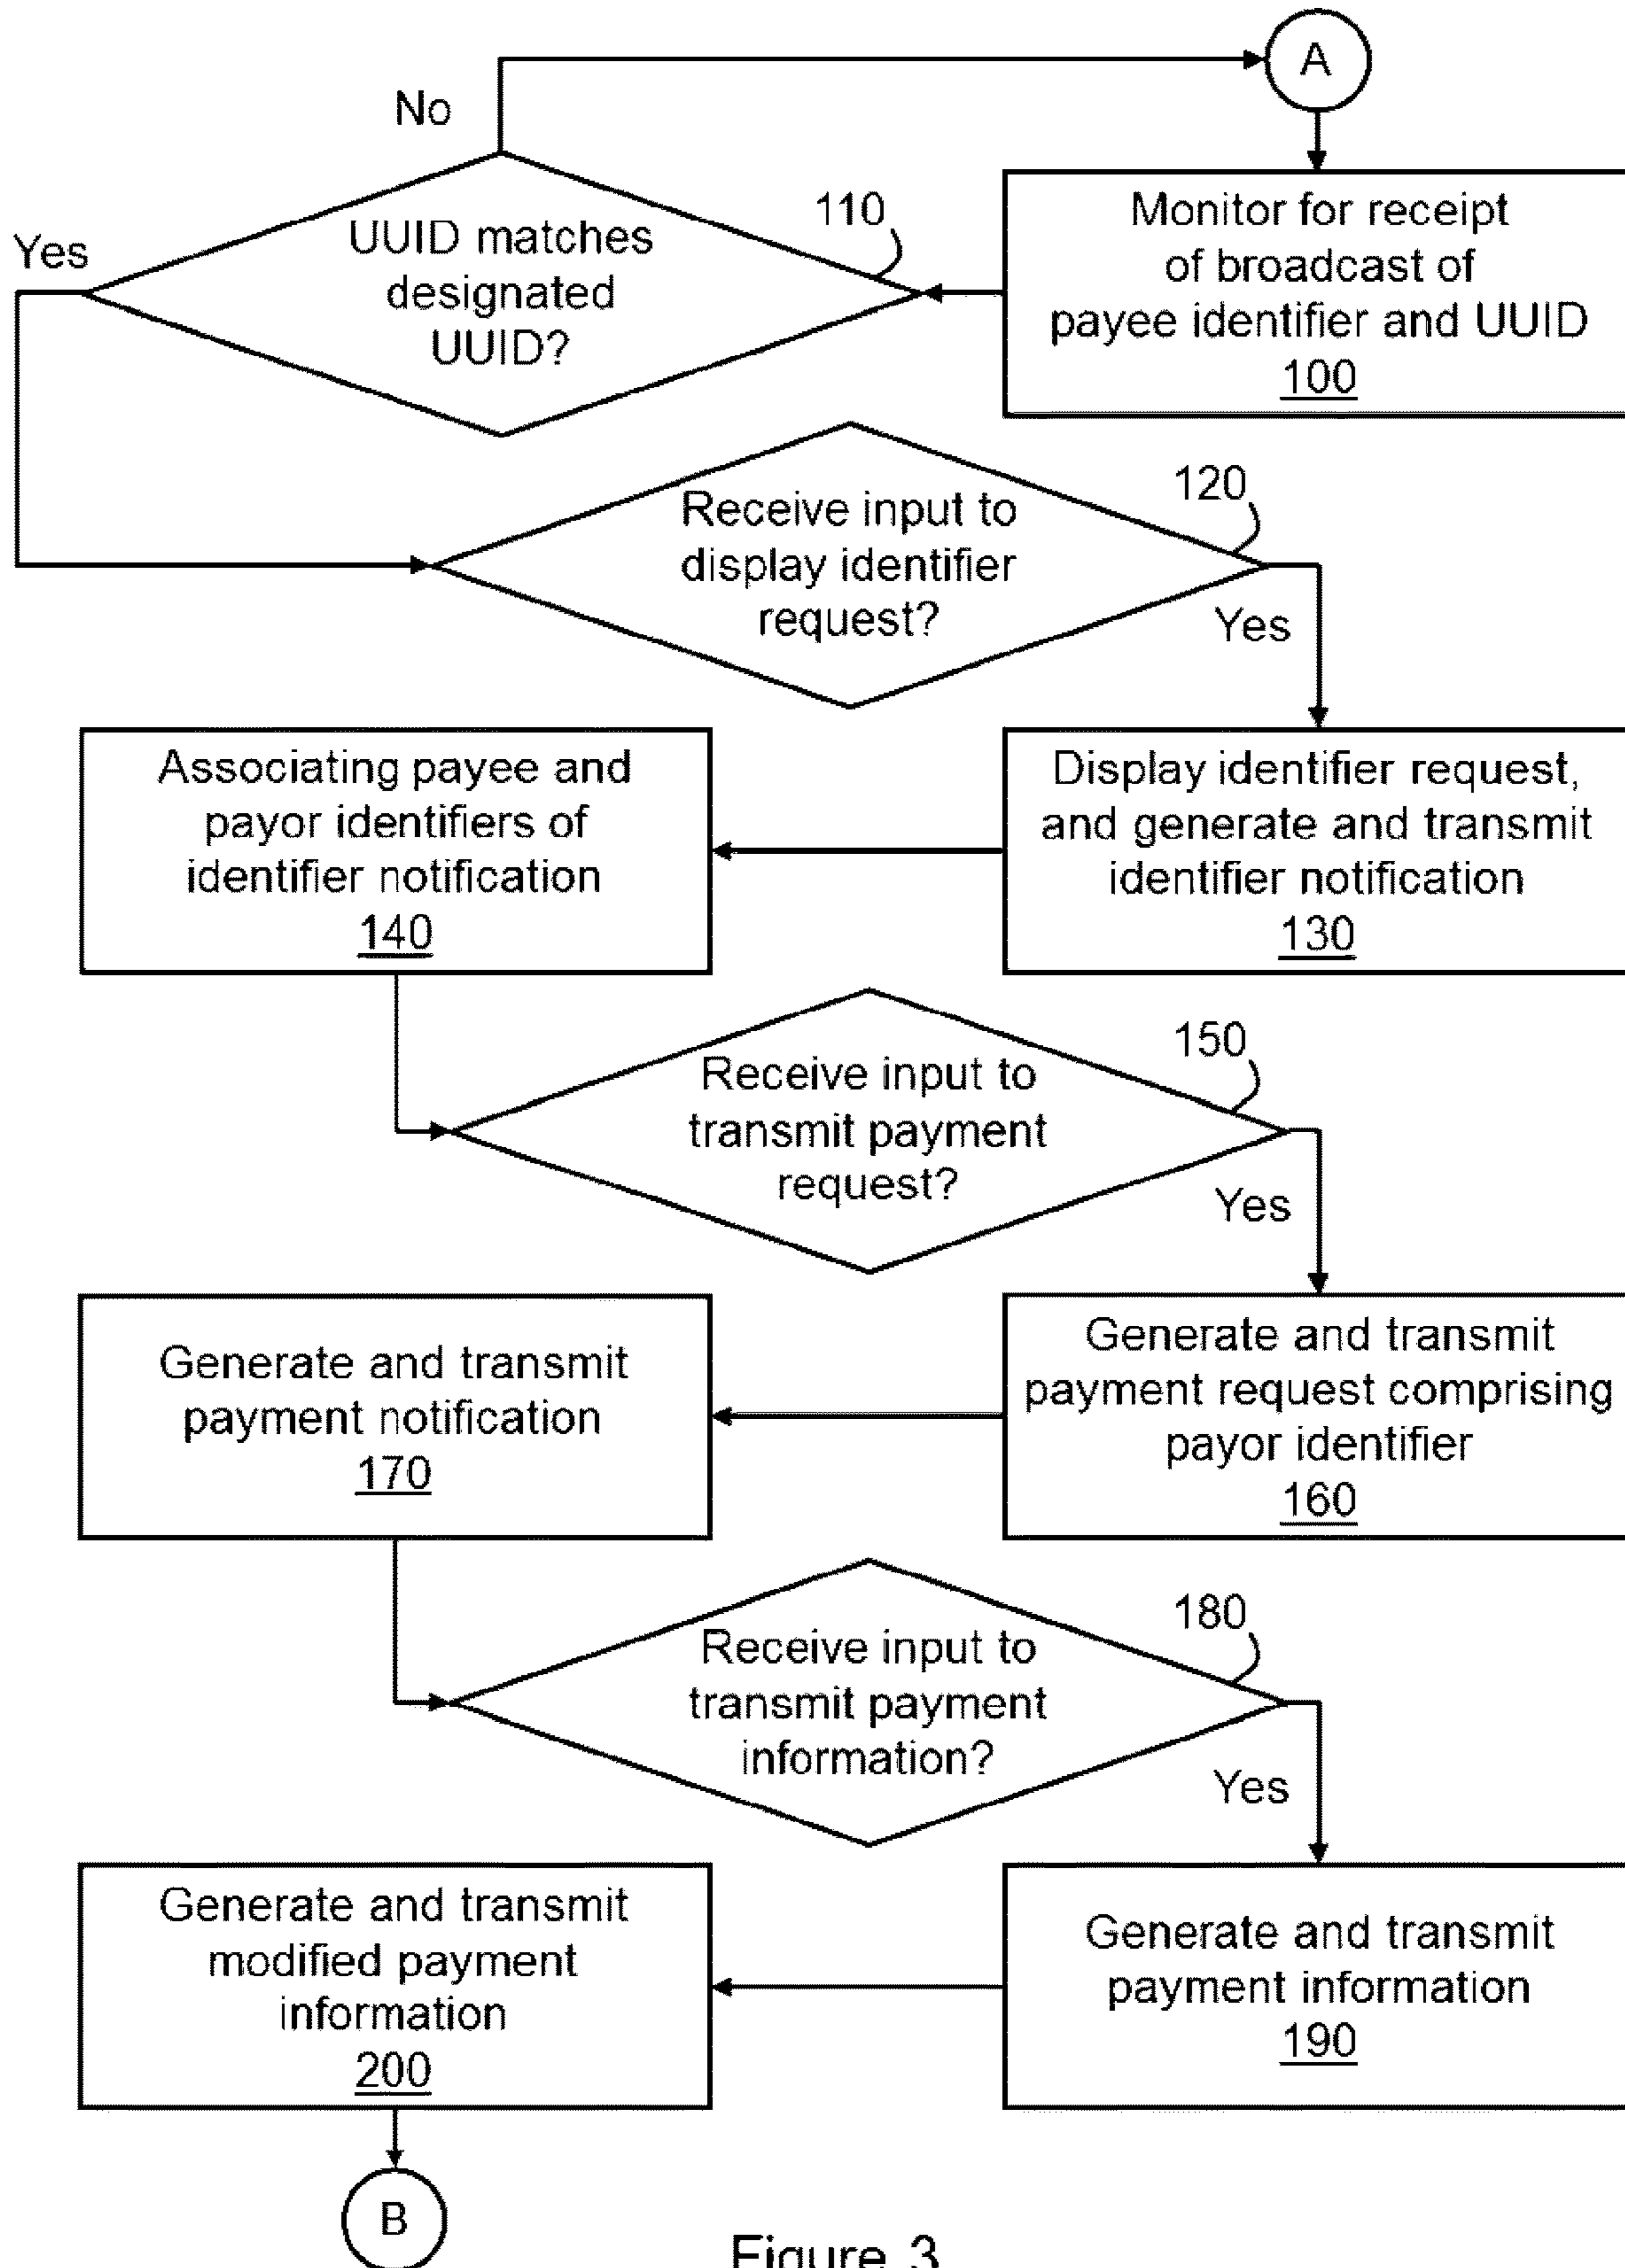 A
No
Monitor for receipt
of broadcast of
payee identifier and UUID
100
110
UUID matches
designated
UUID?
Yes
120
Receive input to
display identifier
request?
Yes
Display identifier request,
and generate and transmit
identifier notification
130
Associating payee and
payor identifiers of
identifier notification
140
150
Receive input to
transmit payment
request?
Yes
Generate and transmit
payment request comprising
payor identifier
160
Generate and transmit
payment notification
170
180
Receive input to
transmit payment
information?
Yes
Generate and transmit
payment information
190
Generate and transmit
modified payment
information
200
B
Figure 3